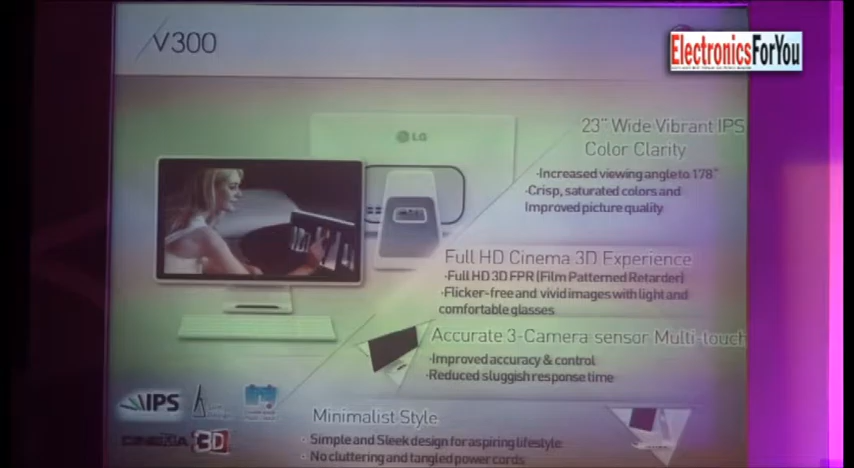 V300
ElectronicsForYou
LG
23" Wide Vibrant IPS
Color Clarity
·Increased viewing angle to 178°
·Crisp, saturated colors and
Improved picture quality
Full HD Cinema 3D Experience
·Full HD 3D FPR (Film Patterned Retarder)
·Flicker-free and vivid images with light and
comfortable glasses
Accurate 3-Camera sensor Multi-touch
·Improved accuracy & control
·Reduced sluggish response time
IPS
CINEMA 3D
Minimalist Style
· Simple and Sleek design for aspiring lifestyle
· No cluttering and tangled power cords